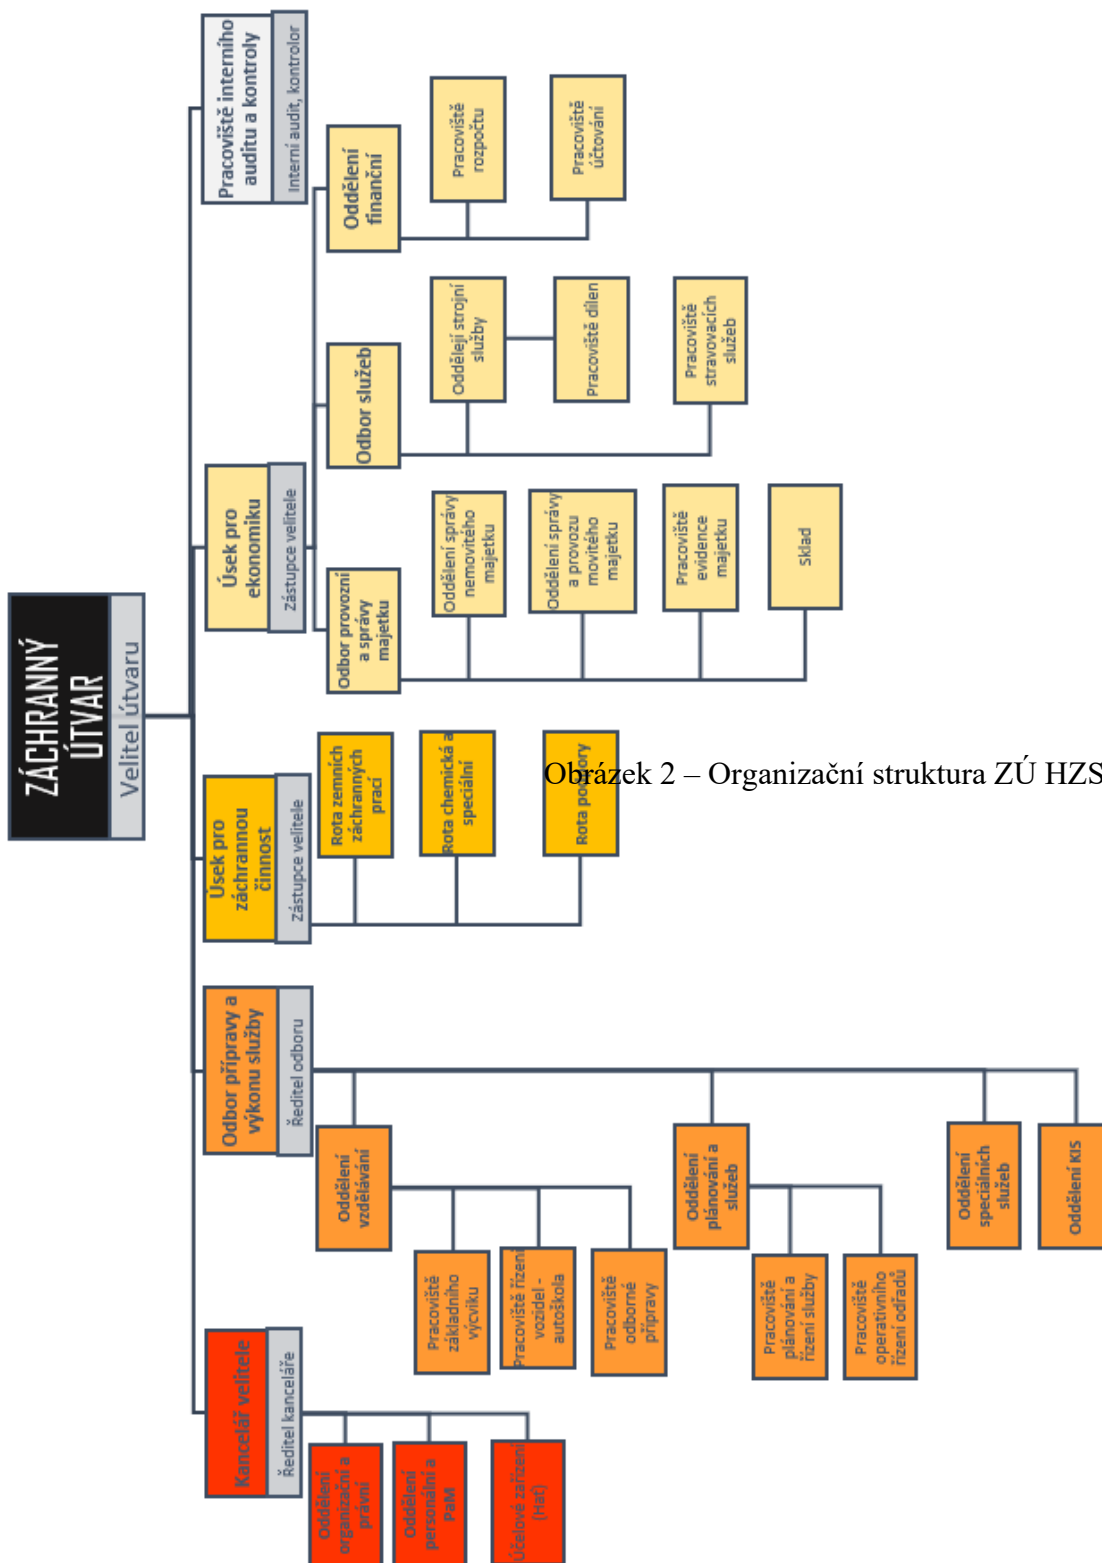 ZÁCHRANNÝ
ÚTVAR
Velitel útvaru
Kancelář velitele
Ředitel kanceláře
Oddělení
organizační a
právní
Oddělení
personální a
PaM
Účelové zařízení
(Hať)
Odbor přípravy a
výkonu služby
Ředitel odboru
Oddělení
vzdělávání
Pracoviště
základního
výcviku
Pracoviště řízení
vozidel –
autoškola
Pracoviště
odborné
přípravy
Oddělení
plánování a
služeb
Pracoviště
plánování a
řízení služby
Pracoviště
operativního
řízení odřadů
Oddělení
speciálních
služeb
Oddělení KIS
Úsek pro
záchrannou
činnost
Zástupce velitele
Rota zemních
záchranných
prací
Rota chemická a
speciální
Rota podpory
Úsek pro
ekonomiku
Zástupce velitele
Odbor provozní
a správy
majetku
Oddělení správy
nemovitého
majetku
Oddělení správy
a provozu
movitého
majetku
Pracoviště
evidence
majetku
Sklad
Odbor služeb
Oddělejí strojní
služby
Pracoviště dílen
Pracoviště
stravovacích
služeb
Oddělení
finanční
Pracoviště
rozpočtu
Pracoviště
účtování
Pracoviště interního
auditu a kontroly
Interní audit, kontrolor
Obrázek 2 – Organizační struktura ZÚ HZS